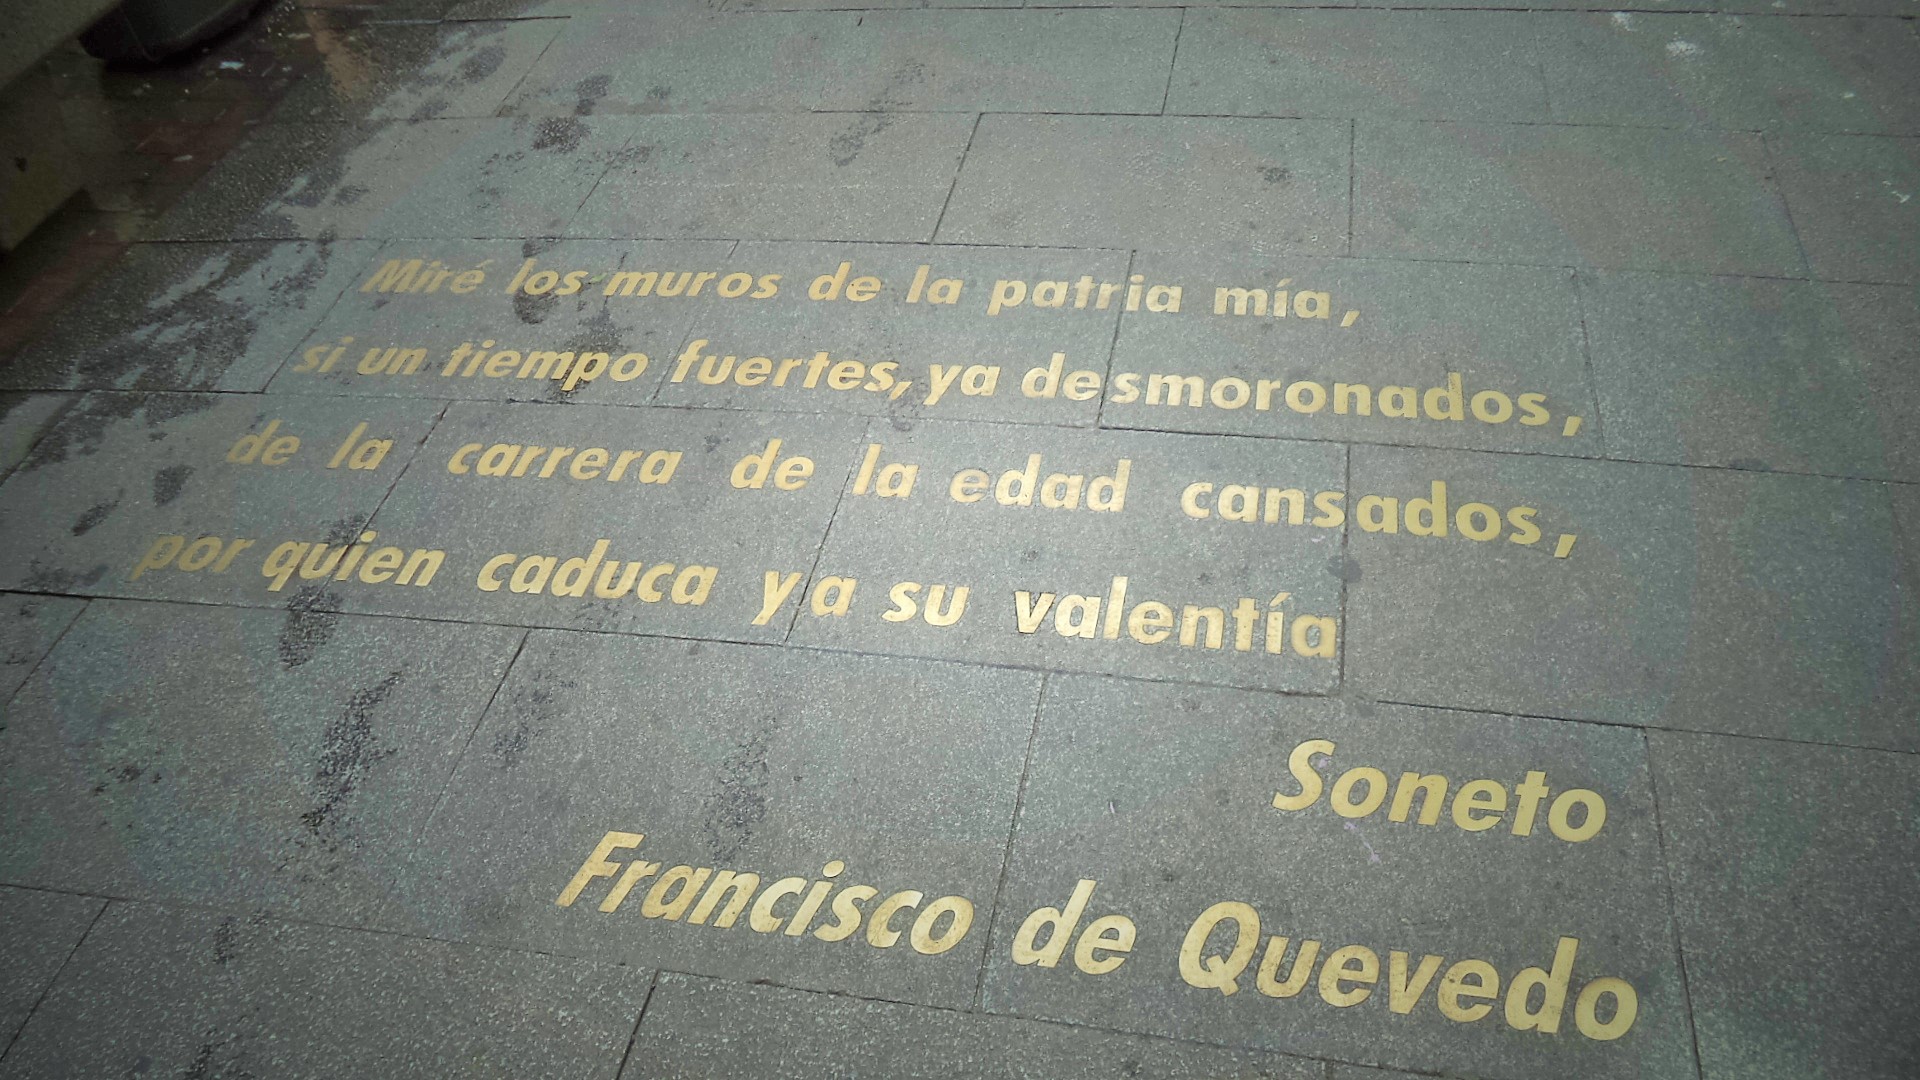 Miré los muros de la patria mía,
si un tiempo fuertes, ya desmoronados,
de la carrera de la edad cansados,
por quien caduca ya su valentía
Soneto
Francisco de Quevedo